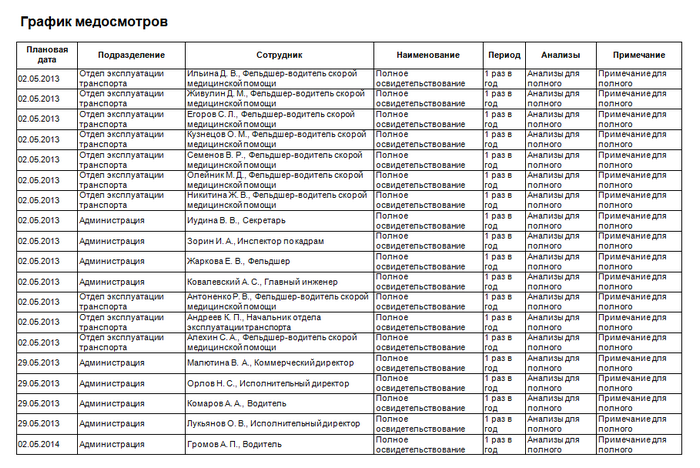 График медосмотров
Плановая дата Подразделение Сотрудник Наименование Период Анализы Примечание
02.05.2013 Отдел эксплуатации транспорта Ильина Д. В., Фельдшер-водитель скорой медицинской помощи Полное освидетельствование 1 раз в год Анализы для полного Примечание для полного
02.05.2013 Отдел эксплуатации транспорта Живулин Д. М., Фельдшер-водитель скорой медицинской помощи Полное освидетельствование 1 раз в год Анализы для полного Примечание для полного
02.05.2013 Отдел эксплуатации транспорта Егоров С. Л., Фельдшер-водитель скорой медицинской помощи Полное освидетельствование 1 раз в год Анализы для полного Примечание для полного
02.05.2013 Отдел эксплуатации транспорта Кузнецов О. М., Фельдшер-водитель скорой медицинской помощи Полное освидетельствование 1 раз в год Анализы для полного Примечание для полного
02.05.2013 Отдел эксплуатации транспорта Семенов В. Р., Фельдшер-водитель скорой медицинской помощи Полное освидетельствование 1 раз в год Анализы для полного Примечание для полного
02.05.2013 Отдел эксплуатации транспорта Олейник М. Д., Фельдшер-водитель скорой медицинской помощи Полное освидетельствование 1 раз в год Анализы для полного Примечание для полного
02.05.2013 Отдел эксплуатации транспорта Никитина Ж. В., Фельдшер-водитель скорой медицинской помощи Полное освидетельствование 1 раз в год Анализы для полного Примечание для полного
02.05.2013 Администрация Иудина В. В., Секретарь Полное освидетельствование 1 раз в год Анализы для полного Примечание для полного
02.05.2013 Администрация Зорин И. А., Инспектор по кадрам Полное освидетельствование 1 раз в год Анализы для полного Примечание для полного
02.05.2013 Администрация Жаркова Е. В., Фельдшер Полное освидетельствование 1 раз в год Анализы для полного Примечание для полного
02.05.2013 Администрация Ковалевский А. С., Главный инженер Полное освидетельствование 1 раз в год Анализы для полного Примечание для полного
02.05.2013 Отдел эксплуатации транспорта Антоненко Р. В., Фельдшер-водитель скорой медицинской помощи Полное освидетельствование 1 раз в год Анализы для полного Примечание для полного
02.05.2013 Отдел эксплуатации транспорта Андреев К. П., Начальник отдела эксплуатации транспорта Полное освидетельствование 1 раз в год Анализы для полного Примечание для полного
02.05.2013 Отдел эксплуатации транспорта Алехин С. А., Фельдшер-водитель скорой медицинской помощи Полное освидетельствование 1 раз в год Анализы для полного Примечание для полного
29.05.2013 Администрация Малютина В. А., Коммерческий директор Полное освидетельствование 1 раз в год Анализы для полного Примечание для полного
29.05.2013 Администрация Орлов Н. С., Исполнительный директор Полное освидетельствование 1 раз в год Анализы для полного Примечание для полного
29.05.2013 Администрация Комаров А. А., Водитель Полное освидетельствование 1 раз в год Анализы для полного Примечание для полного
29.05.2013 Администрация Лукьянов О. В., Исполнительный директор Полное освидетельствование 1 раз в год Анализы для полного Примечание для полного
02.05.2014 Администрация Громов А. П., Водитель Полное освидетельствование 1 раз в год Анализы для полного Примечание для полного